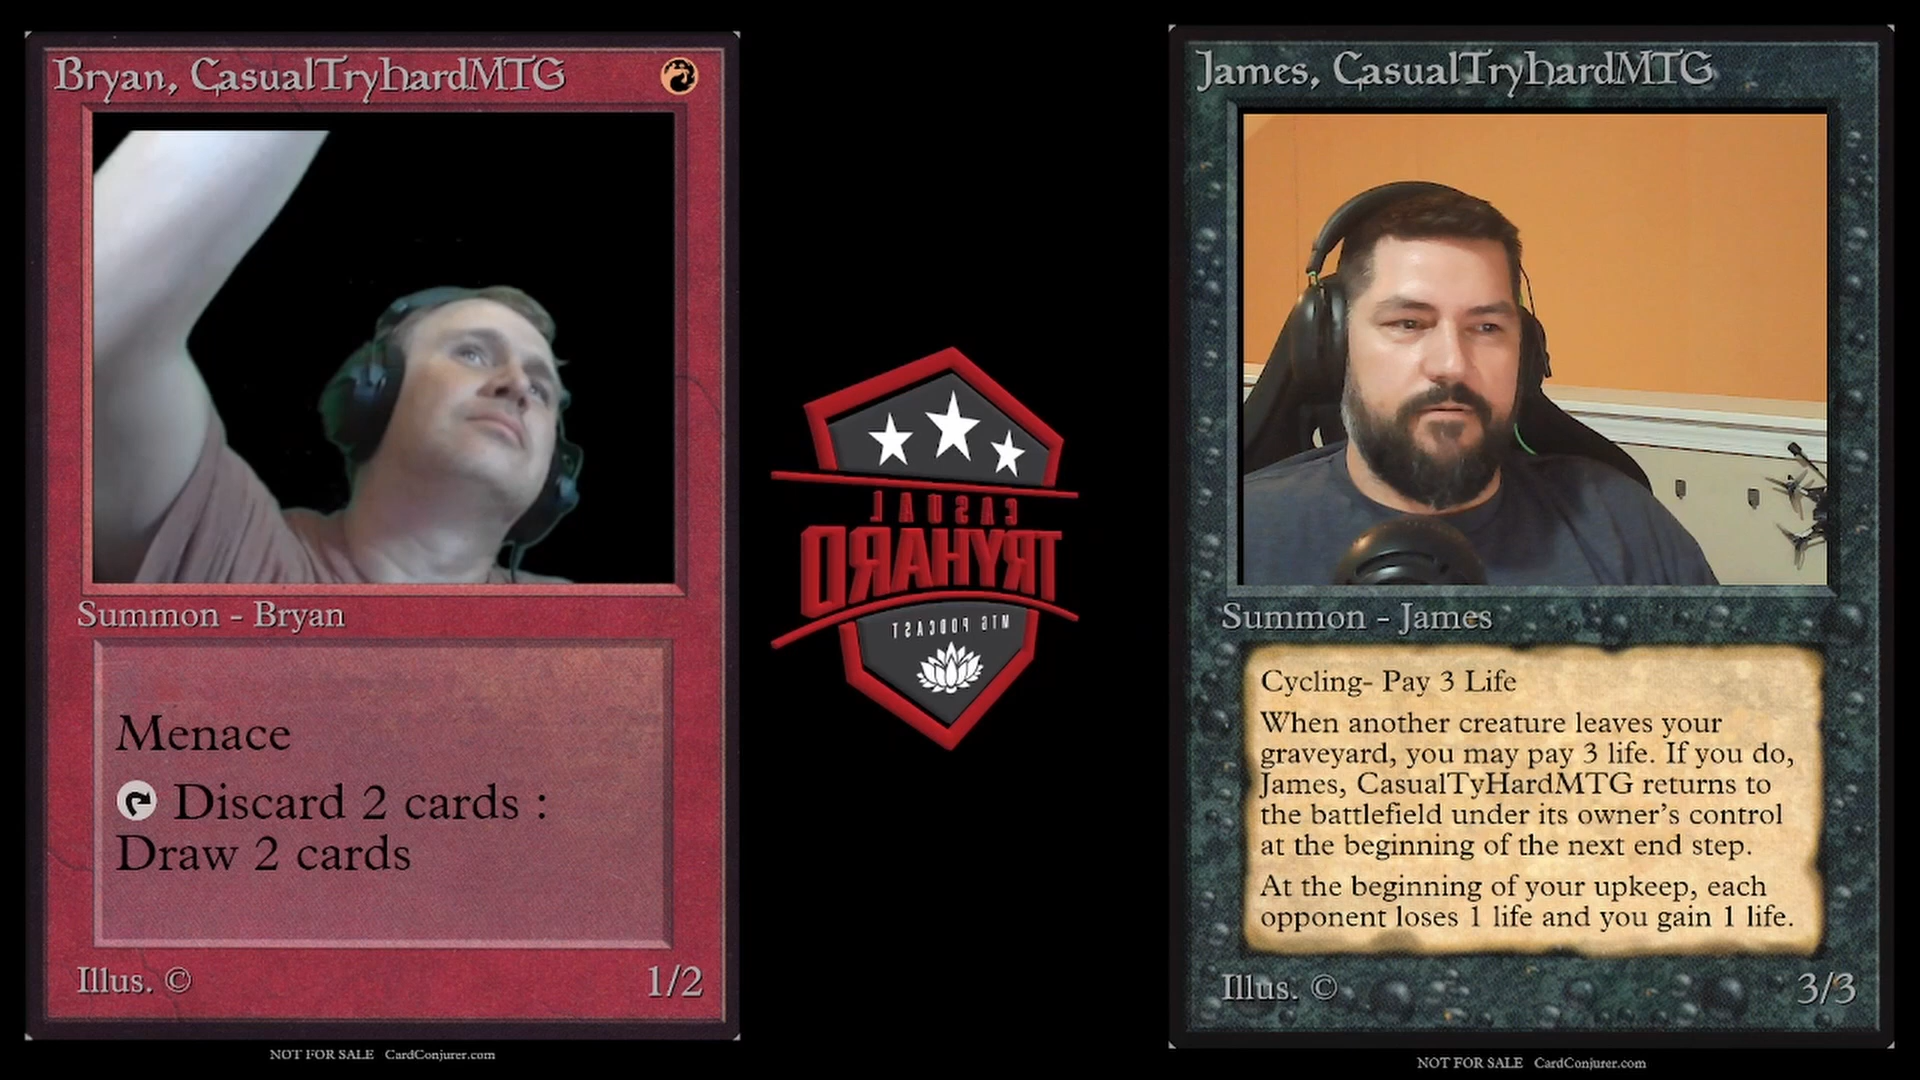 Bryan, CasualTryhardMTG
Summon - Bryan
Menace
Discard 2 cards :
Draw 2 cards
Illus. ©
1/2
NOT FOR SALE CardConjurer.com
CASUAL
TRYHARD
MTG PODCAST
James, CasualTryhardMTG
Summon - James
Cycling- Pay 3 Life
When another creature leaves your
graveyard, you may pay 3 life. If you do,
James, CasualTyHardMTG returns to
the battlefield under its owner's control
at the beginning of the next end step.
At the beginning of your upkeep, each
opponent loses 1 life and you gain 1 life.
Illus. ©
3/3
NOT FOR SALE CardConjurer.com